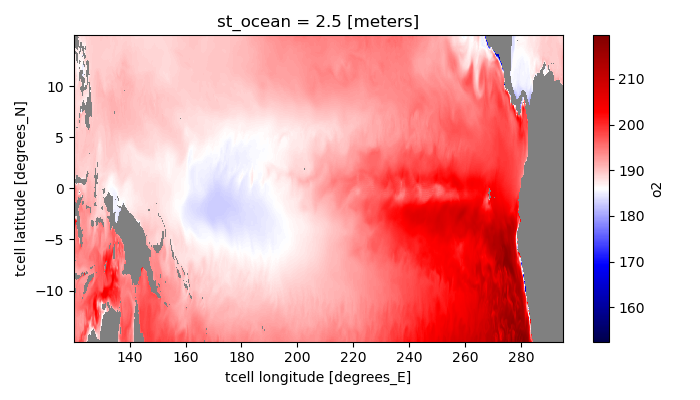 st_ocean = 2.5 [meters]
10
5
0
−5
−10
tcell latitude [degrees_N]
140 160 180 200 220 240 260 280
tcell longitude [degrees_E]
210
200
190
180
170
160
o2